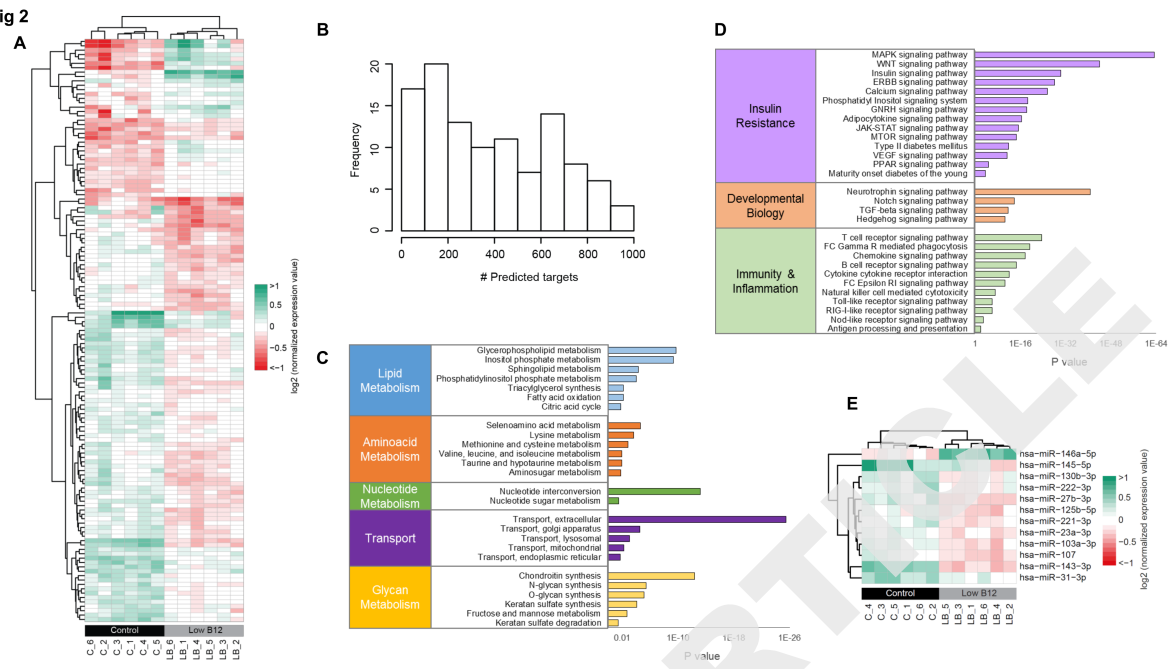 ig 2
A
C_6
C_2
C_3
C_1
C_4
C_5
LB_6
LB_1
LB_4
LB_5
LB_3
LB_2
Control
Low B12
>1
0.5
0
−0.5
−1
<−1
log2 (normalized expression value)
B
Frequency
20
15
10
5
0
0
200
400
600
800
1000
# Predicted targets
C
Lipid
Metabolism
Glycerophospholipid metabolism
Inositol phosphate metabolism
Sphingolipid metabolism
Phosphatidylinositol phosphate metabolism
Triacylglycerol synthesis
Fatty acid oxidation
Citric acid cycle
Aminoacid
Metabolism
Selenoamino acid metabolism
Lysine metabolism
Methionine and cysteine metabolism
Valine, leucine, and isoleucine metabolism
Taurine and hypotaurine metabolism
Aminosugar metabolism
Nucleotide
Metabolism
Nucleotide interconversion
Nucleotide sugar metabolism
Transport
Transport, extracellular
Transport, golgi apparatus
Transport, lysosomal
Transport, mitochondrial
Transport, endoplasmic reticular
Glycan
Metabolism
Chondroitin synthesis
N-glycan synthesis
O-glycan synthesis
Keratan sulfate synthesis
Fructose and mannose metabolism
Keratan sulfate degradation
0.01
1E-10
1E-18
1E-26
P value
D
Insulin
Resistance
MAPK signaling pathway
WNT signaling pathway
Insulin signaling pathway
ERBB signaling pathway
Calcium signaling pathway
Phosphatidyl Inositol signaling system
GNRH signaling pathway
Adipocytokine signaling pathway
JAK-STAT signaling pathway
MTOR signaling pathway
Type II diabetes mellitus
VEGF signaling pathway
PPAR signaling pathway
Maturity onset diabetes of the young
Developmental
Biology
Neurotrophin signaling pathway
Notch signaling pathway
TGF-beta signaling pathway
Hedgehog signaling pathway
Immunity &
Inflammation
T cell receptor signaling pathway
FC Gamma R mediated phagocytosis
Chemokine signaling pathway
B cell receptor signaling pathway
Cytokine cytokine receptor interaction
FC Epsilon RI signaling pathway
Natural killer cell mediated cytotoxicity
Toll-like receptor signaling pathway
RIG-I-like receptor signaling pathway
Nod-like receptor signaling pathway
Antigen processing and presentation
1
1E-16
1E-32
1E-48
1E-64
P value
E
hsa-miR-146a-5p
hsa-miR-145-5p
hsa-miR-130b-3p
hsa-miR-222-3p
hsa-miR-27b-3p
hsa-miR-125b-5p
hsa-miR-221-3p
hsa-miR-23a-3p
hsa-miR-103a-3p
hsa-miR-107
hsa-miR-143-3p
hsa-miR-31-3p
Control
Low B12
C_4
C_3
C_5
C_1
C_6
C_2
LB_5
LB_3
LB_1
LB_6
LB_4
LB_2
>1
0.5
0
−0.5
−1
<−1
log2 (normalized expression value)
RTICLE